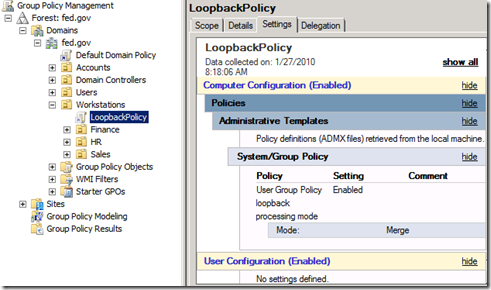 Group Policy Management
Forest: fed.gov
Domains
fed.gov
Default Domain Policy
Accounts
Domain Controllers
Users
Workstations
LoopbackPolicy
Finance
HR
Sales
Group Policy Objects
WMI Filters
Starter GPOs
Sites
Group Policy Modeling
Group Policy Results
LoopbackPolicy
Scope Details Settings Delegation
LoopbackPolicy
Data collected on: 1/27/2010 show all
8:18:06 AM
Computer Configuration (Enabled) hide
Policies hide
Administrative Templates hide
Policy definitions (ADMX files) retrieved from the local machine.
System/Group Policy hide
Policy Setting Comment
User Group Policy Enabled
loopback
processing mode
Mode: Merge
User Configuration (Enabled) hide
No settings defined.